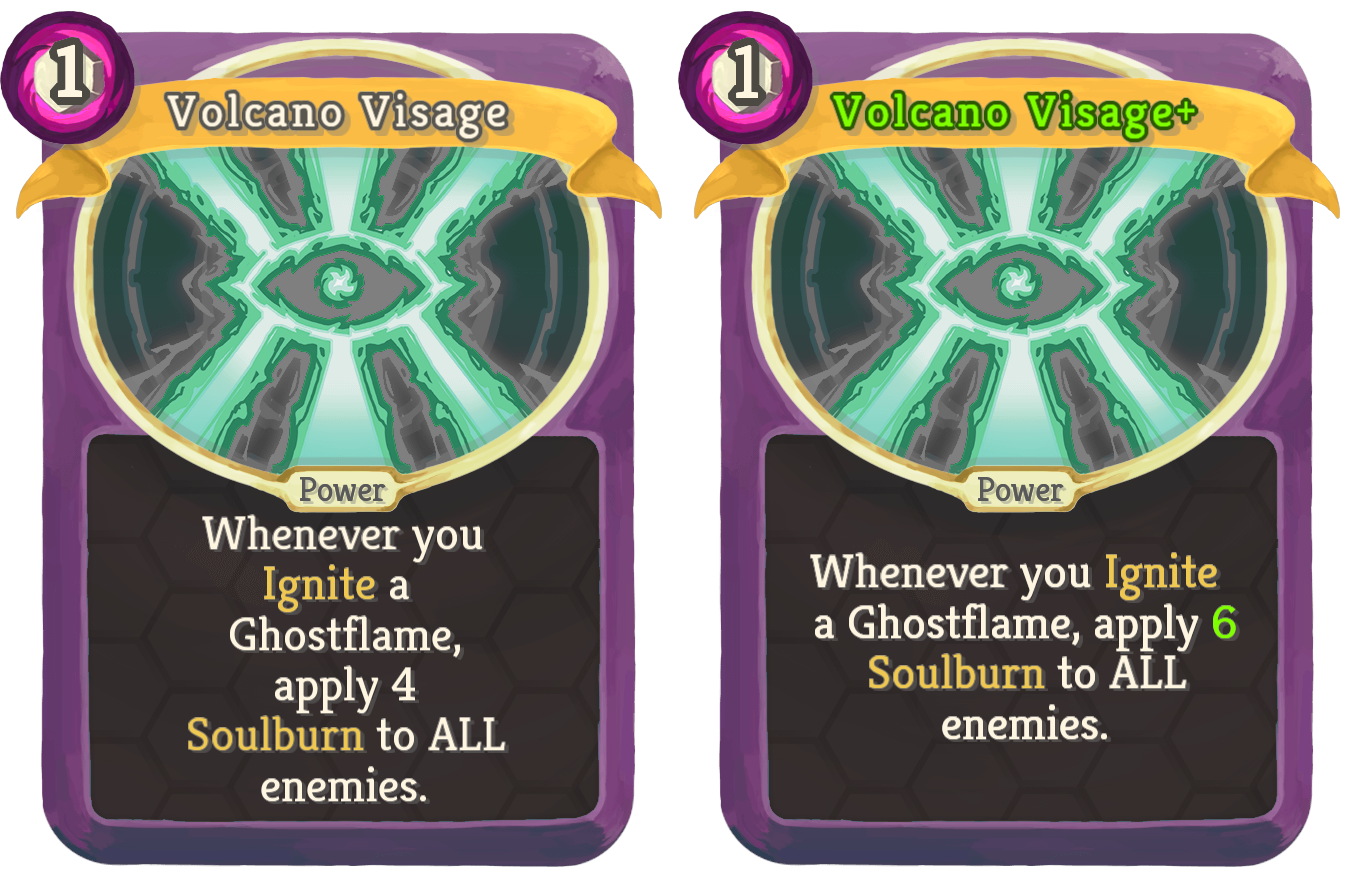 1
Volcano Visage
Power
Whenever you
Ignite a
Ghostflame,
apply 4
Soulburn to ALL
enemies.
1
Volcano Visage+
Power
Whenever you Ignite
a Ghostflame, apply 6
Soulburn to ALL
enemies.